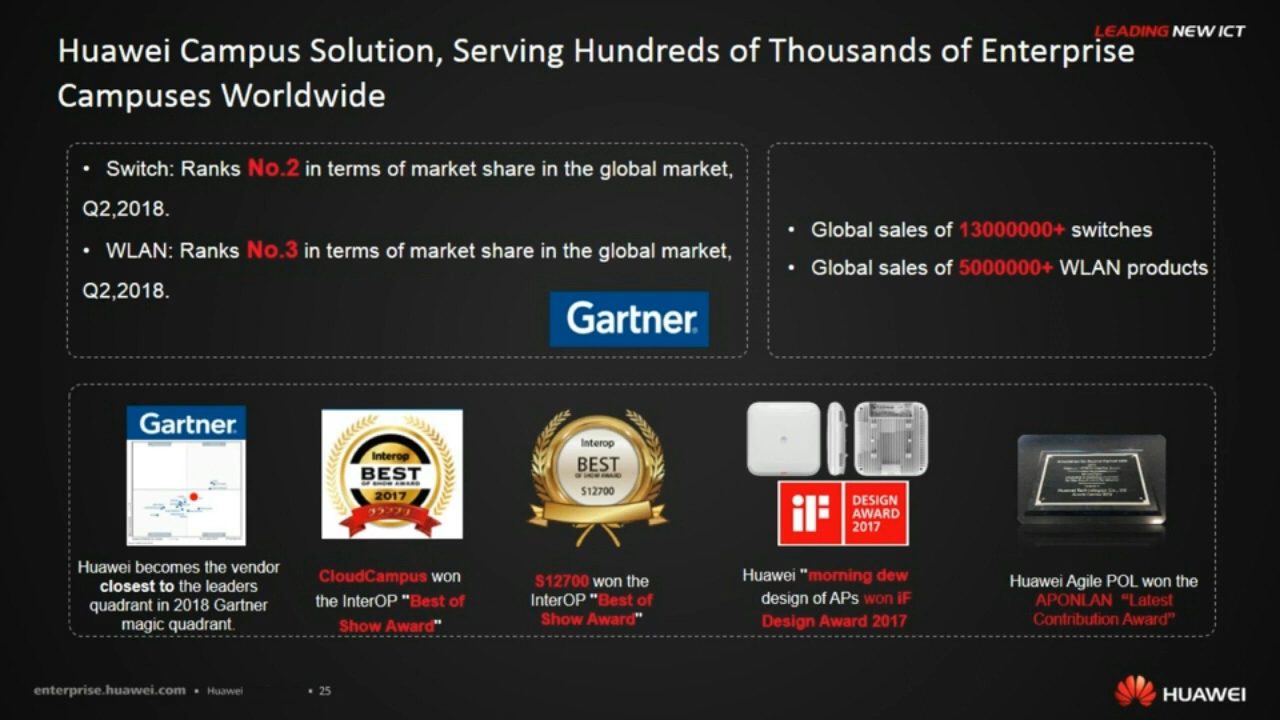 LEADING NEW ICT
Huawei Campus Solution, Serving Hundreds of Thousands of Enterprise
Campuses Worldwide
• Switch: Ranks No.2 in terms of market share in the global market,
Q2,2018.
• WLAN: Ranks No.3 in terms of market share in the global market,
Q2,2018.
Gartner
• Global sales of 13000000+ switches
• Global sales of 5000000+ WLAN products
Gartner
Huawei becomes the vendor
closest to the leaders
quadrant in 2018 Gartner
magic quadrant.
Interop
BEST
OF SHOW AWARD
2017
グランプリ
CloudCampus won
the InterOP "Best of
Show Award"
Interop
BEST
OF SHOW AWARD
S12700
S12700 won the
InterOP "Best of
Show Award"
iF
DESIGN
AWARD
2017
Huawei "morning dew
design of APs won iF
Design Award 2017
Huawei Agile POL won the
APONLAN “Latest
Contribution Award”
enterprise.huawei.com • Huawei • 25
HUAWEI